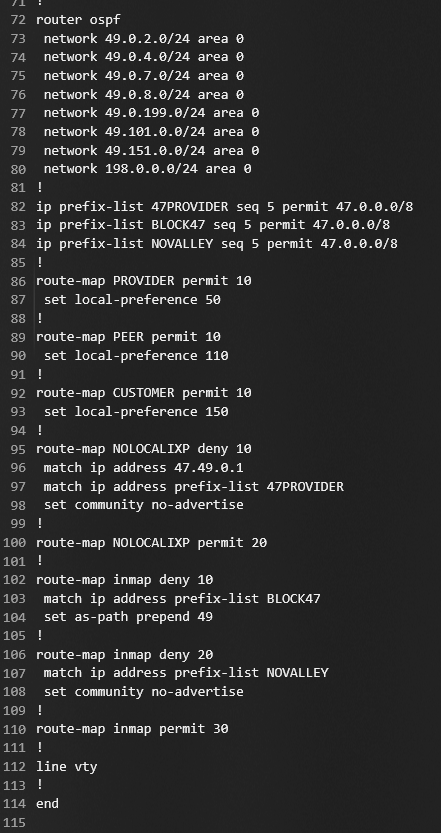 71 !
72 router ospf
73  network 49.0.2.0/24 area 0
74  network 49.0.4.0/24 area 0
75  network 49.0.7.0/24 area 0
76  network 49.0.8.0/24 area 0
77  network 49.0.199.0/24 area 0
78  network 49.101.0.0/24 area 0
79  network 49.151.0.0/24 area 0
80  network 198.0.0.0/24 area 0
81 !
82 ip prefix-list 47PROVIDER seq 5 permit 47.0.0.0/8
83 ip prefix-list BLOCK47 seq 5 permit 47.0.0.0/8
84 ip prefix-list NOVALLEY seq 5 permit 47.0.0.0/8
85 !
86 route-map PROVIDER permit 10
87  set local-preference 50
88 !
89 route-map PEER permit 10
90  set local-preference 110
91 !
92 route-map CUSTOMER permit 10
93  set local-preference 150
94 !
95 route-map NOLOCALIXP deny 10
96  match ip address 47.49.0.1
97  match ip address prefix-list 47PROVIDER
98  set community no-advertise
99 !
100 route-map NOLOCALIXP permit 20
101 !
102 route-map inmap deny 10
103  match ip address prefix-list BLOCK47
104  set as-path prepend 49
105 !
106 route-map inmap deny 20
107  match ip address prefix-list NOVALLEY
108  set community no-advertise
109 !
110 route-map inmap permit 30
111 !
112 line vty
113 !
114 end
115